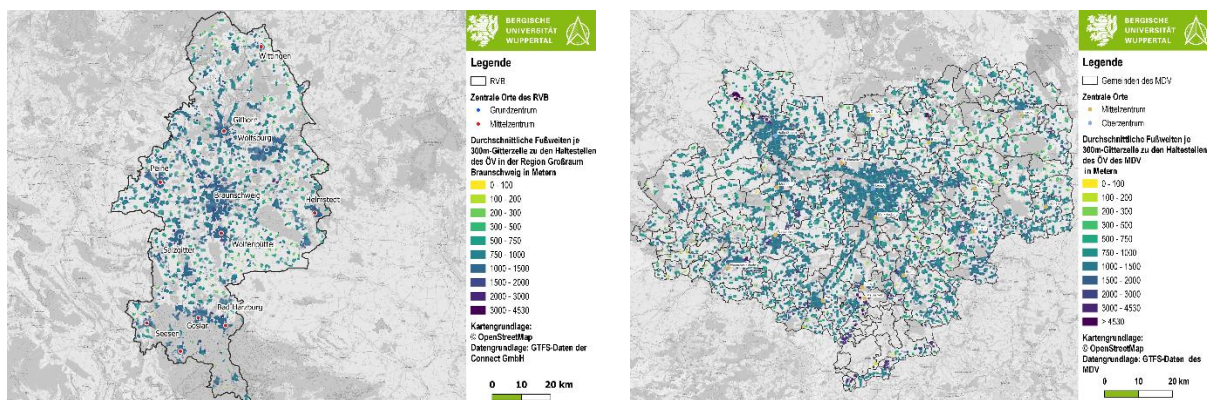 BERGISCHE
UNIVERSITÄT
WUPPERTAL
Legende
RVB
Zentrale Orte des RVB
Grundzentrum
Mittelzentrum
Durchschnittliche Fußweiten je
300m-Gitterzelle zu den Haltestellen
des ÖV in der Region Großraum
Braunschweig in Metern
0 - 100
100 - 200
200 - 300
300 - 500
500 - 750
750 - 1000
1000 - 1500
1500 - 2000
2000 - 3000
3000 - 4530
Kartengrundlage:
© OpenStreetMap
Datengrundlage: GTFS-Daten der
Connect GmbH
0 10 20 km
Wittingen
Gifhorn
Wolfsburg
Peine
Braunschweig
Helmstedt
Salzgitter
Wolfenbüttel
Bad Harzburg
Goslar
Seesen
BERGISCHE
UNIVERSITÄT
WUPPERTAL
Legende
Gemeinden des MDV
Zentrale Orte
Mittelzentrum
Oberzentrum
Durchschnittliche Fußweiten je
300m-Gitterzelle zu den Haltestellen
des ÖV des MDV
in Metern
0 - 100
100 - 200
200 - 300
300 - 500
500 - 750
750 - 1000
1000 - 1500
1500 - 2000
2000 - 3000
3000 - 4530
> 4530
Kartengrundlage:
© OpenStreetMap
Datengrundlage: GTFS-Daten des
MDV
0 10 20 km